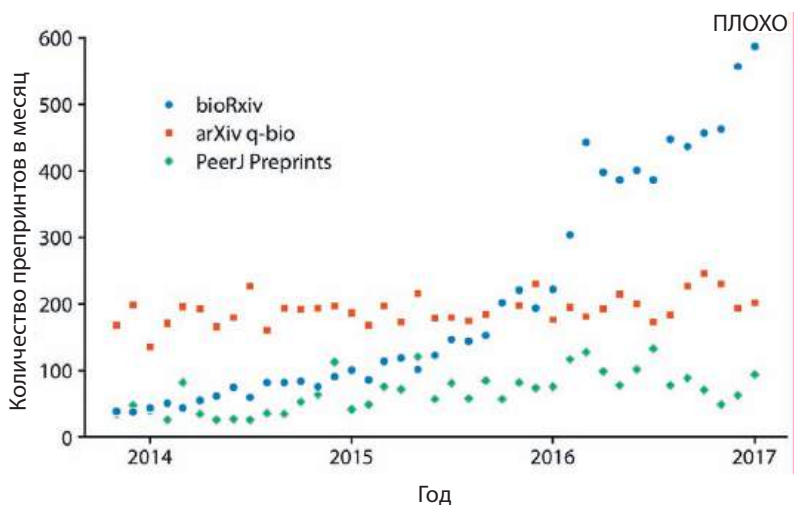 ПЛОХО
600
500
400
300
200
100
0
Количество препринтов в месяц
bioRxiv
arXiv q-bio
PeerJ Preprints
2014 2015 2016 2017
Год